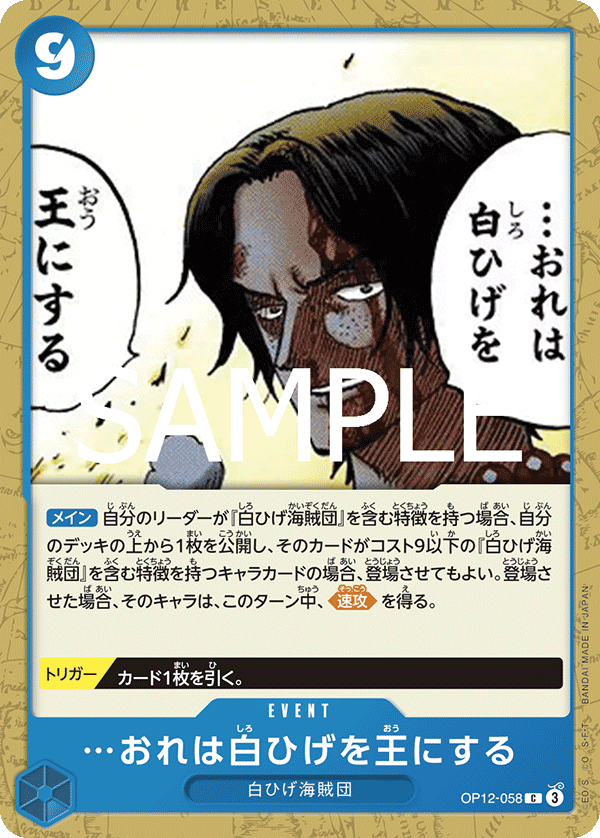 9
…おれは
白ひげを
王にする
SAMPLE
メイン 自分のリーダーが『白ひげ海賊団』を含む特徴を持つ場合、自分
のデッキの上から1枚を公開し、そのカードがコスト9以下の『白ひげ海
賊団』を含む特徴を持つキャラカードの場合、登場させてもよい。登場さ
せた場合、そのキャラは、このターン中、速攻を得る。
トリガー カード1枚を引く。
EVENT
…おれは白ひげを王にする
白ひげ海賊団
OP12-058 C 3
©E.O. S. ©O. S-F-T. BANDAI MADE IN JAPAN